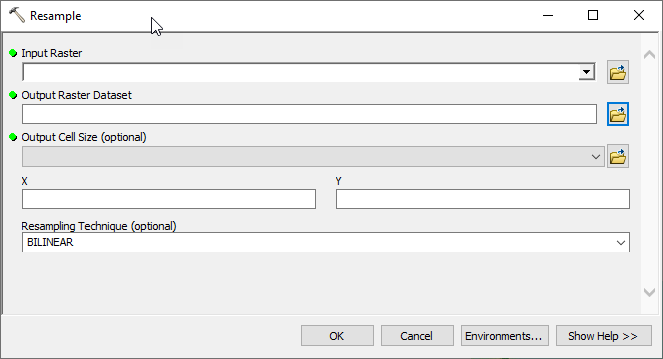 Resample
Input Raster
Output Raster Dataset
Output Cell Size (optional)
X Y
Resampling Technique (optional)
BILINEAR
OK Cancel Environments... Show Help >>